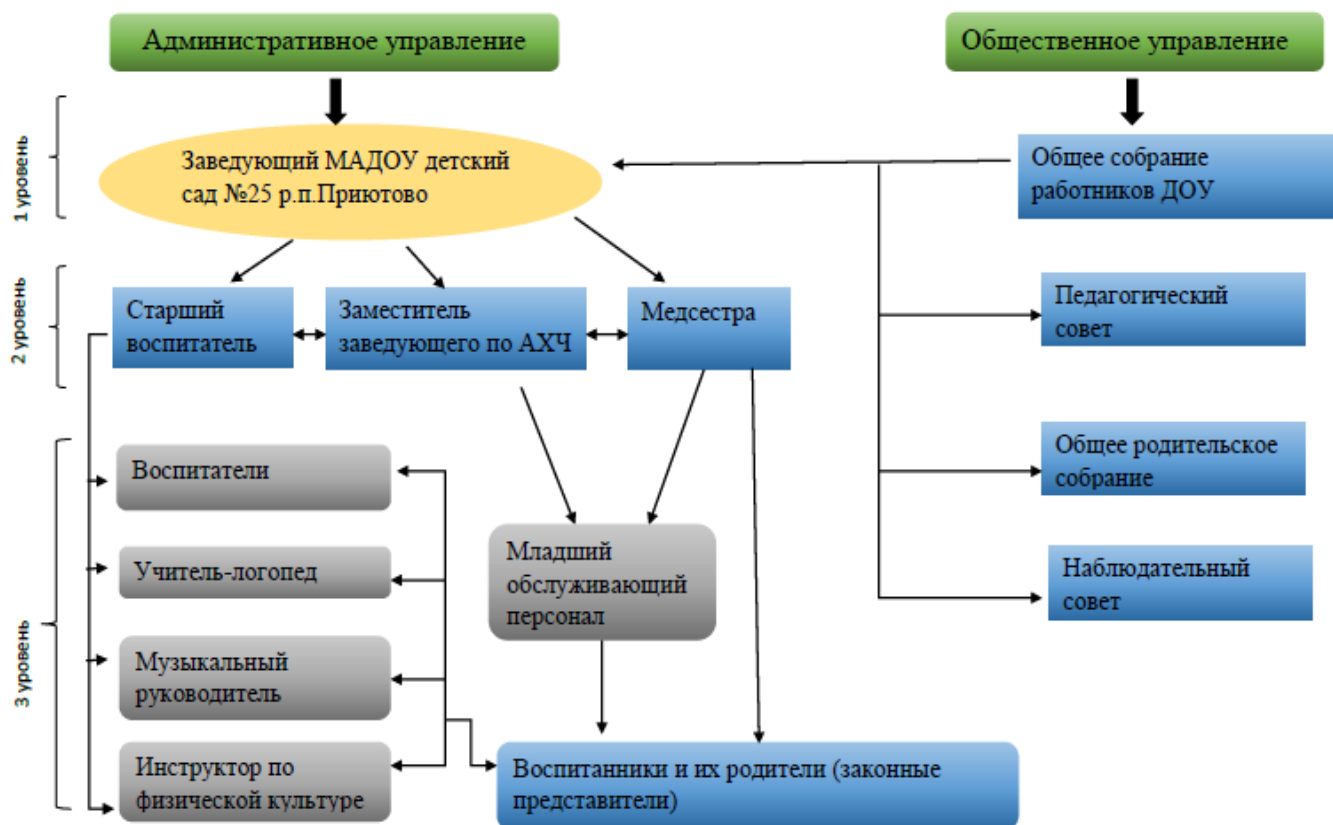 Административное управление
Общественное управление
1 уровень
Заведующий МАДОУ детский
сад №25 р.п.Приютово
Общее собрание
работников ДОУ
2 уровень
Старший
воспитатель
Заместитель
заведующего по АХЧ
Медсестра
Педагогический
совет
3 уровень
Воспитатели
Учитель-логопед
Музыкальный
руководитель
Инструктор по
физической культуре
Младший
обслуживающий
персонал
Воспитанники и их родители (законные
представители)
Общее родительское
собрание
Наблюдательный
совет